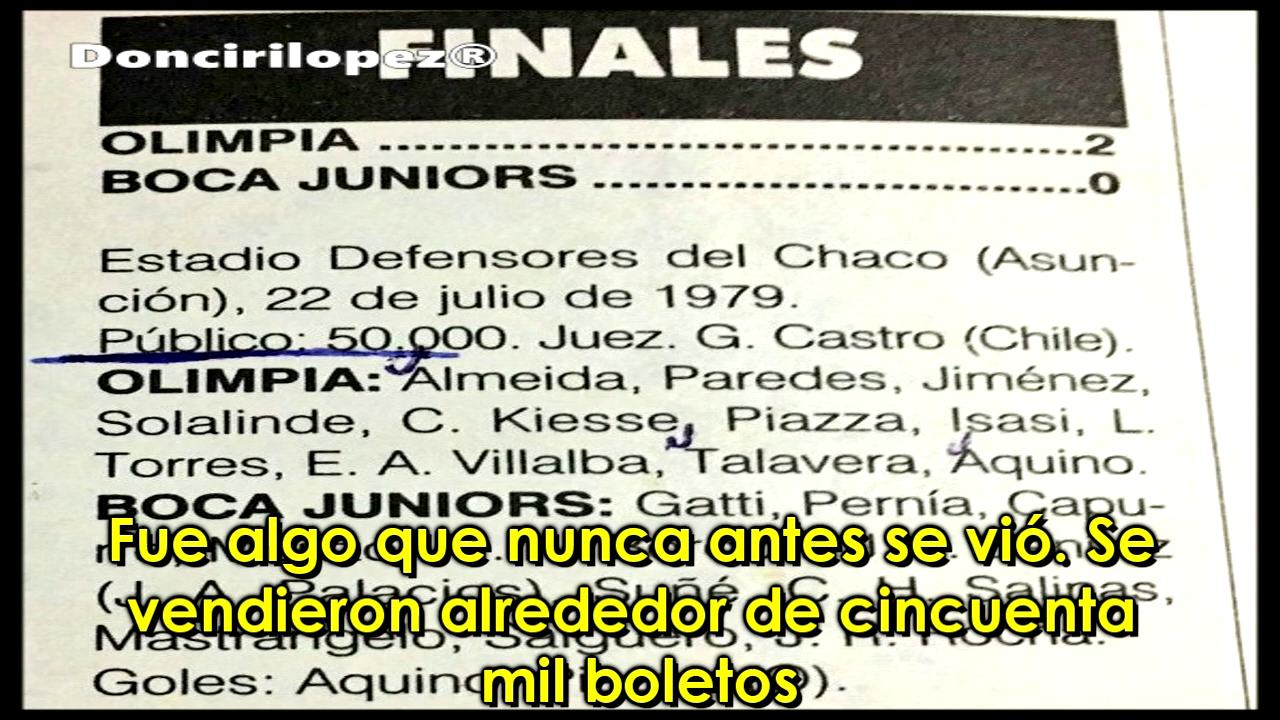 Doncirilopez®
FINALES
OLIMPIA ........................................2
BOCA JUNIORS ............................0
Estadio Defensores del Chaco (Asun-
ción), 22 de julio de 1979.
Público: 50.000. Juez. G. Castro (Chile).
OLIMPIA: Almeida, Paredes, Jiménez,
Solalinde, C. Kiesse, Piazza, Isasi, L.
Torres, E. A. Villalba, Talavera, Aquino.
BOCA JUNIORS: Gatti, Pernía, Capu-
(J. A. Palacios), Suñé, C. H. Salinas,
Mastrángelo, Salguero, J. R. Rocha.
Goles: Aquino
Fue algo que nunca antes se vió. Se
vendieron alrededor de cincuenta
mil boletos